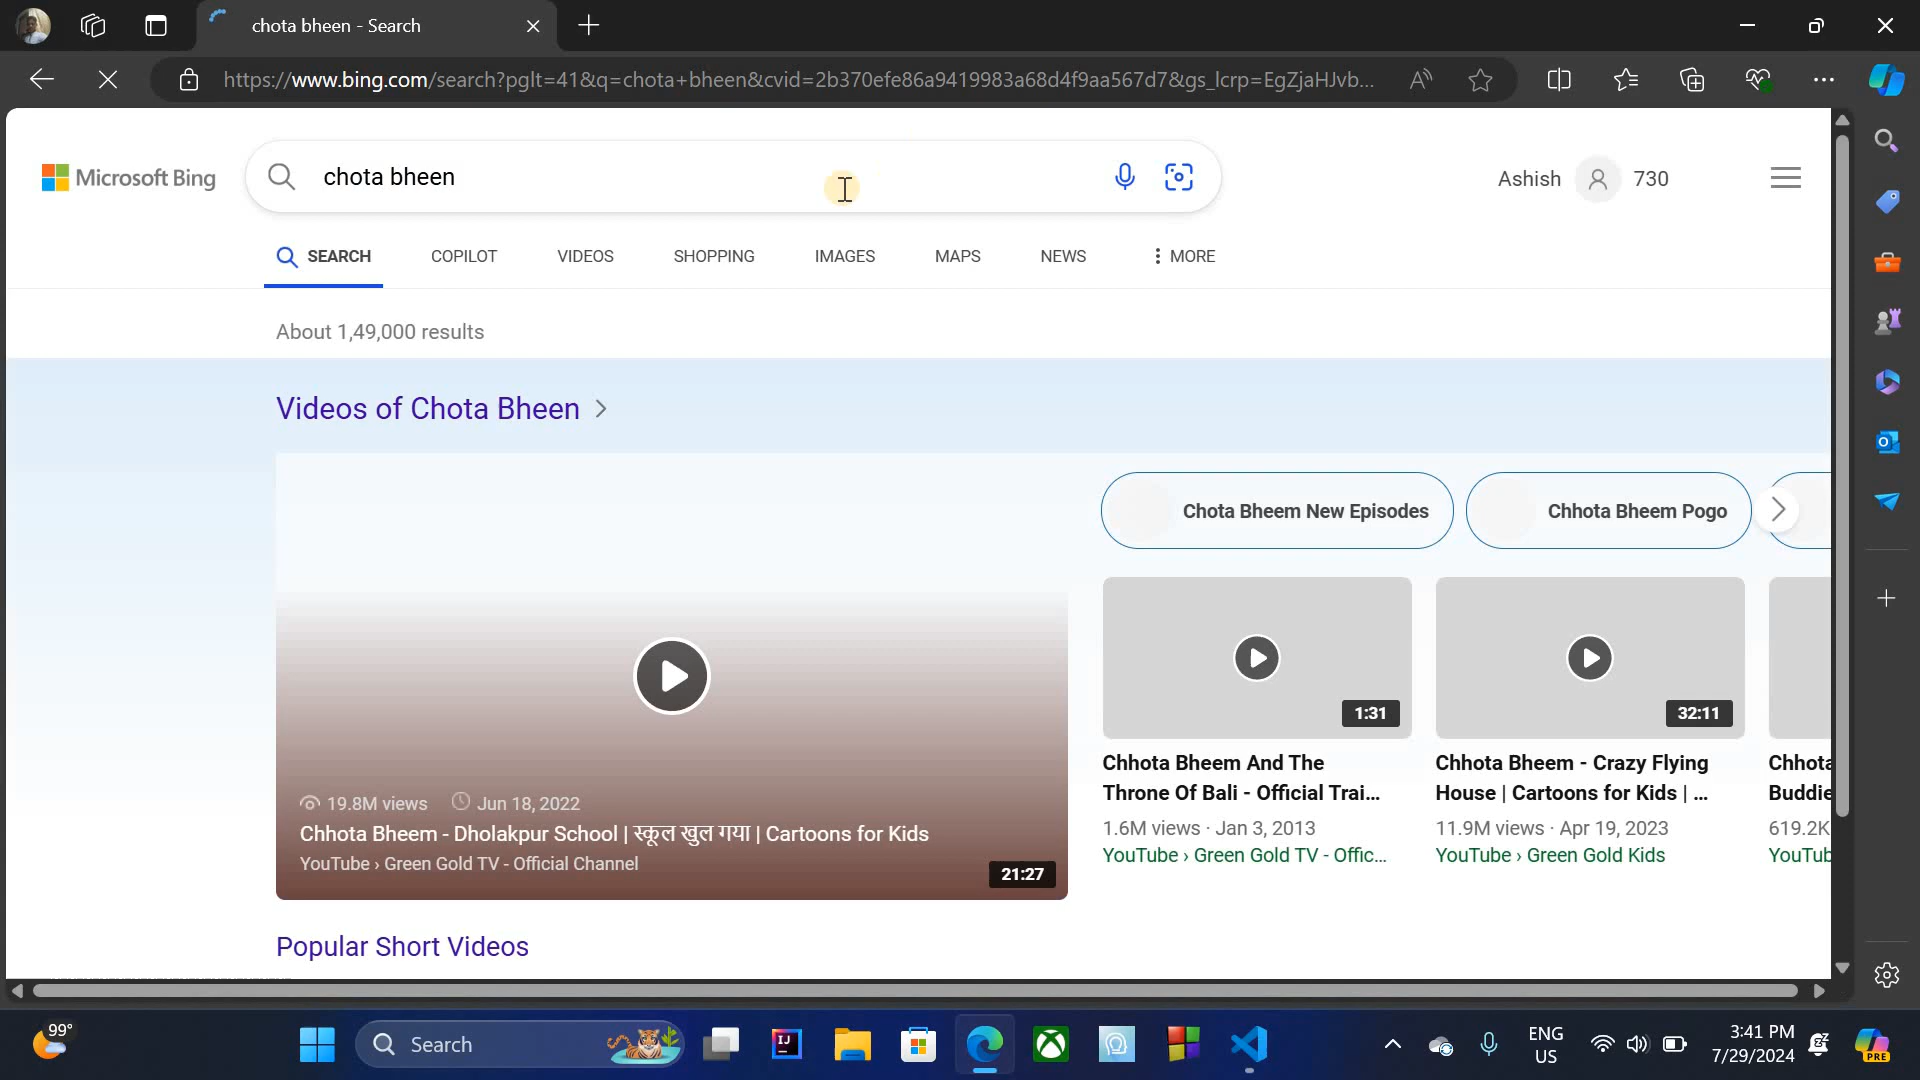 chota bheen - Search
https://www.bing.com/search?pglt=41&q=chota+bheen&cvid=2b370efe86a9419983a68d4f9aa567d7&gs_lcrp=EgZjaHJvb...
Microsoft Bing
chota bheen
Ashish
730
SEARCH
COPILOT
VIDEOS
SHOPPING
IMAGES
MAPS
NEWS
MORE
About 1,49,000 results
Videos of Chota Bheen
Chota Bheem New Episodes
Chhota Bheem Pogo
19.8M views
Jun 18, 2022
Chhota Bheem - Dholakpur School | स्कूल खुल गया | Cartoons for Kids
YouTube › Green Gold TV - Official Channel
21:27
1:31
Chhota Bheem And The
Throne Of Bali - Official Trai...
1.6M views · Jan 3, 2013
YouTube › Green Gold TV - Offic...
32:11
Chhota Bheem - Crazy Flying
House | Cartoons for Kids | ...
11.9M views · Apr 19, 2023
YouTube › Green Gold Kids
Chhota
Buddie
619.2K
YouTub
Popular Short Videos
99°
Search
IJ
ENG
US
3:41 PM
7/29/2024
PRE